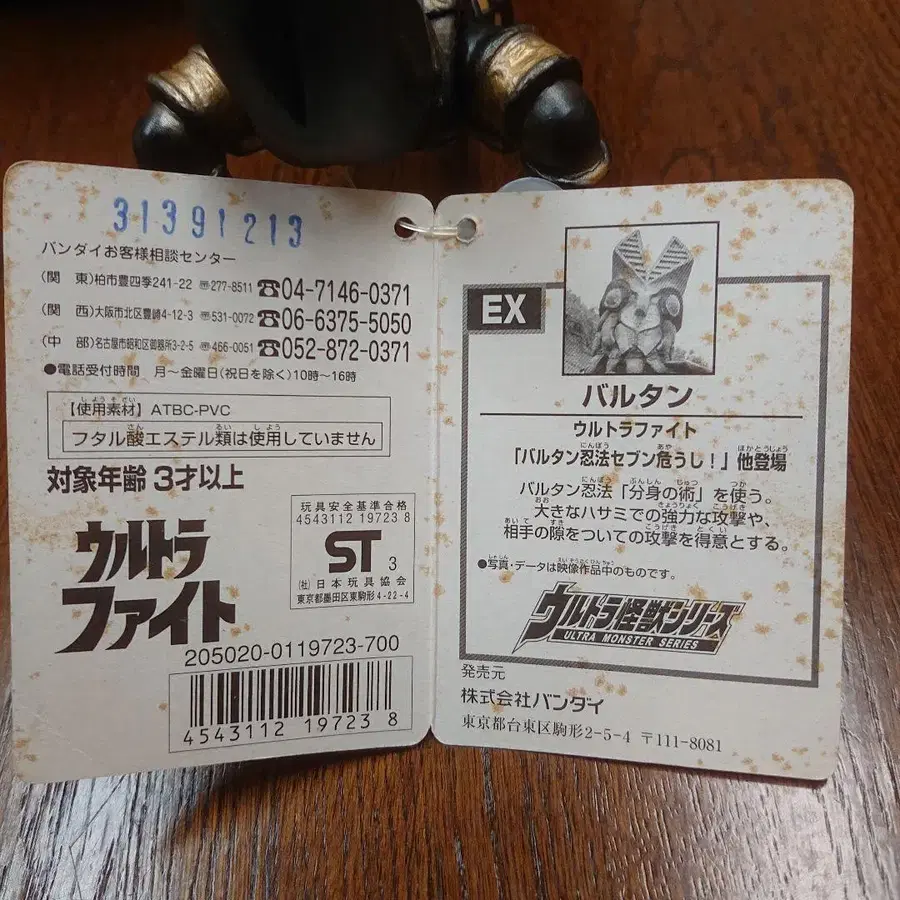 31391213
バンダイお客様相談センター
(関 東)柏市豊四季241-22 〠277-8511 ☎04-7146-0371
(関 西)大阪市北区豊崎4-12-3 〠531-0072 ☎06-6375-5050
(中 部)名古屋市昭和区御器所3-2-5 〠466-0051 ☎052-872-0371
●電話受付時間 月〜金曜日(祝日を除く)10時〜16時
【使用素材】ATBC-PVC
フタル酸エステル類は使用していません
対象年齢 3才以上
玩具安全基準合格
4543112 19723 8
ST 3
(社)日本玩具協会
東京都墨田区東駒形4-22-4
ウルトラ
ファイト
205020-0119723-700
4543112 197238
EX
バルタン
ウルトラファイト
「バルタン忍法セブン危うし!」他登場
バルタン忍法「分身の術」を使う。
大きなハサミでの強力な攻撃や、
相手の隙をついての攻撃を得意とする。
●写真・データは映像作品中のものです。
ウルトラ怪獣シリーズ
ULTRA MONSTER SERIES
発売元
株式会社バンダイ
東京都台東区駒形2-5-4 〒111-8081